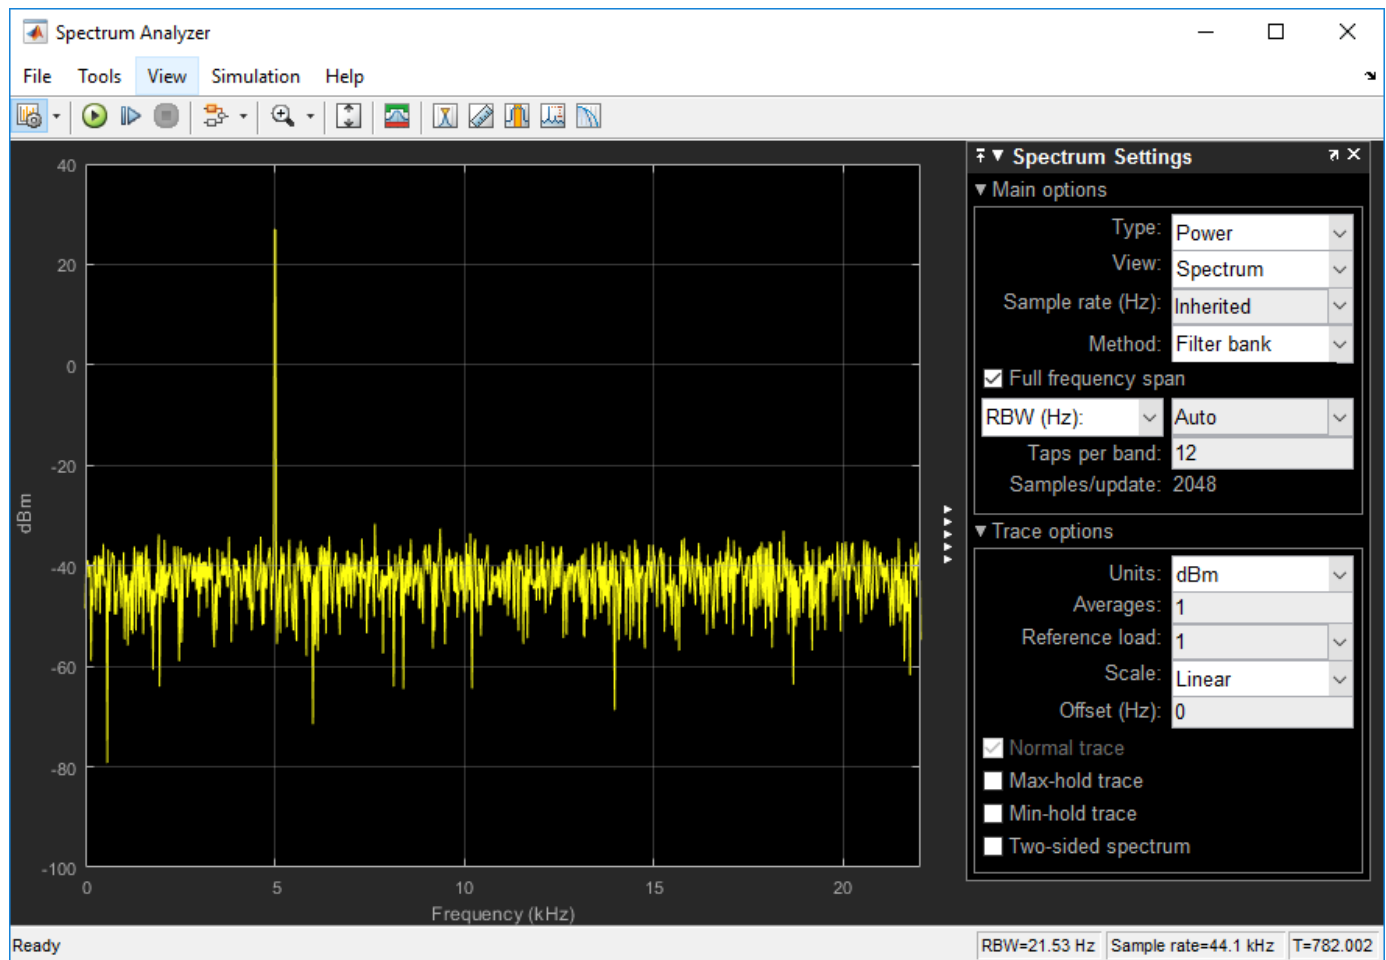 Spectrum Analyzer
File Tools View Simulation Help
40
20
0
-20
-40
-60
-80
-100
dBm
0 5 10 15 20
Frequency (kHz)
Spectrum Settings
Main options
Type: Power
View: Spectrum
Sample rate (Hz): Inherited
Method: Filter bank
Full frequency span
RBW (Hz): Auto
Taps per band: 12
Samples/update: 2048
Trace options
Units: dBm
Averages: 1
Reference load: 1
Scale: Linear
Offset (Hz): 0
Normal trace
Max-hold trace
Min-hold trace
Two-sided spectrum
Ready RBW=21.53 Hz Sample rate=44.1 kHz T=782.002